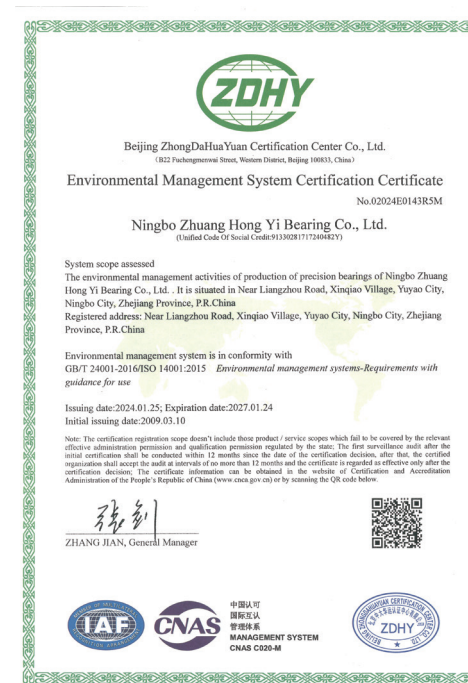 ZDHY
Beijing ZhongDaHuaYuan Certification Center Co., Ltd.
(B22 Fuchengmenwai Street, Western District, Beijing 100833, China)
Environmental Management System Certification Certificate
No.02024E0143R5M
Ningbo Zhuang Hong Yi Bearing Co., Ltd.
(Unified Code Of Social Credit:91330281717240482Y)
System scope assessed
The environmental management activities of production of precision bearings of Ningbo Zhuang
Hong Yi Bearing Co., Ltd. . It is situated in Near Liangzhou Road, Xinqiao Village, Yuyao City,
Ningbo City, Zhejiang Province, P.R.China
Registered address: Near Liangzhou Road, Xinqiao Village, Yuyao City, Ningbo City, Zhejiang
Province, P.R.China
Environmental management system is in conformity with
GB/T 24001-2016/ISO 14001:2015 Environmental management systems-Requirements with
guidance for use
Issuing date:2024.01.25; Expiration date:2027.01.24
Initial issuing date:2009.03.10
Note: The certification registration scope doesn't include those product / service scopes which fail to be covered by the relevant
effective administration permission and qualification permission regulated by the state; The first surveillance audit after the
initial certification shall be conducted within 12 months since the date of the certification decision, after that, the certified
organization shall accept the audit at intervals of no more than 12 months and the certificate is regarded as effective only after the
certification decision; The certificate information can be obtained in the website of Certification and Accreditation
Administration of the People's Republic of China (www.cnca.gov.cn) or by scanning the QR code below.
张剑
ZHANG JIAN, General Manager
IAF
CNAS
中国认可
国际互认
管理体系
MANAGEMENT SYSTEM
CNAS C020-M
ZDHY